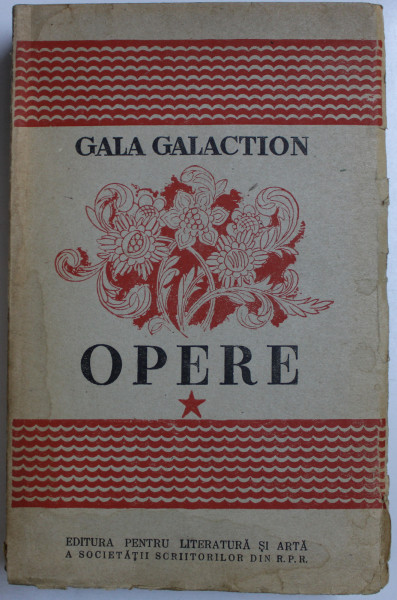 GALA GALACTION
OPERE
EDITURA PENTRU LITERATURĂ ȘI ARTĂ
A SOCIETĂȚII SCRIITORILOR DIN R.P.R.